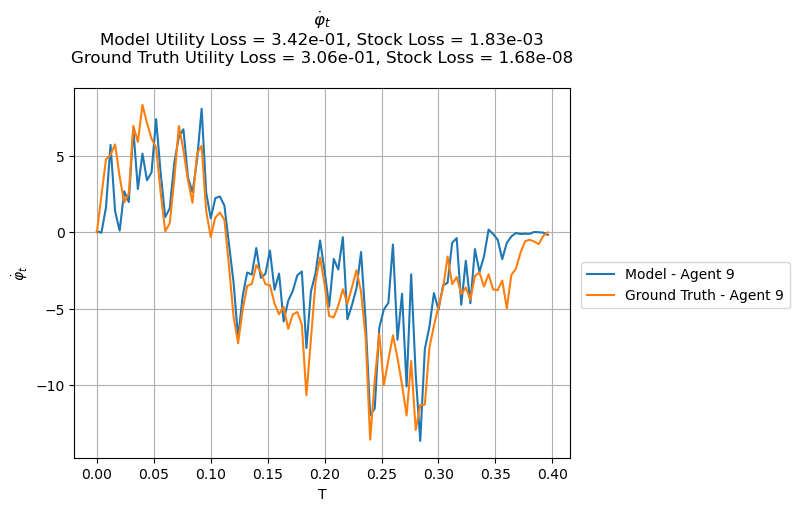 φ̇_t
Model Utility Loss = 3.42e-01, Stock Loss = 1.83e-03
Ground Truth Utility Loss = 3.06e-01, Stock Loss = 1.68e-08
5
0
−5
−10
φ̇_t
0.00 0.05 0.10 0.15 0.20 0.25 0.30 0.35 0.40
T
Model - Agent 9
Ground Truth - Agent 9